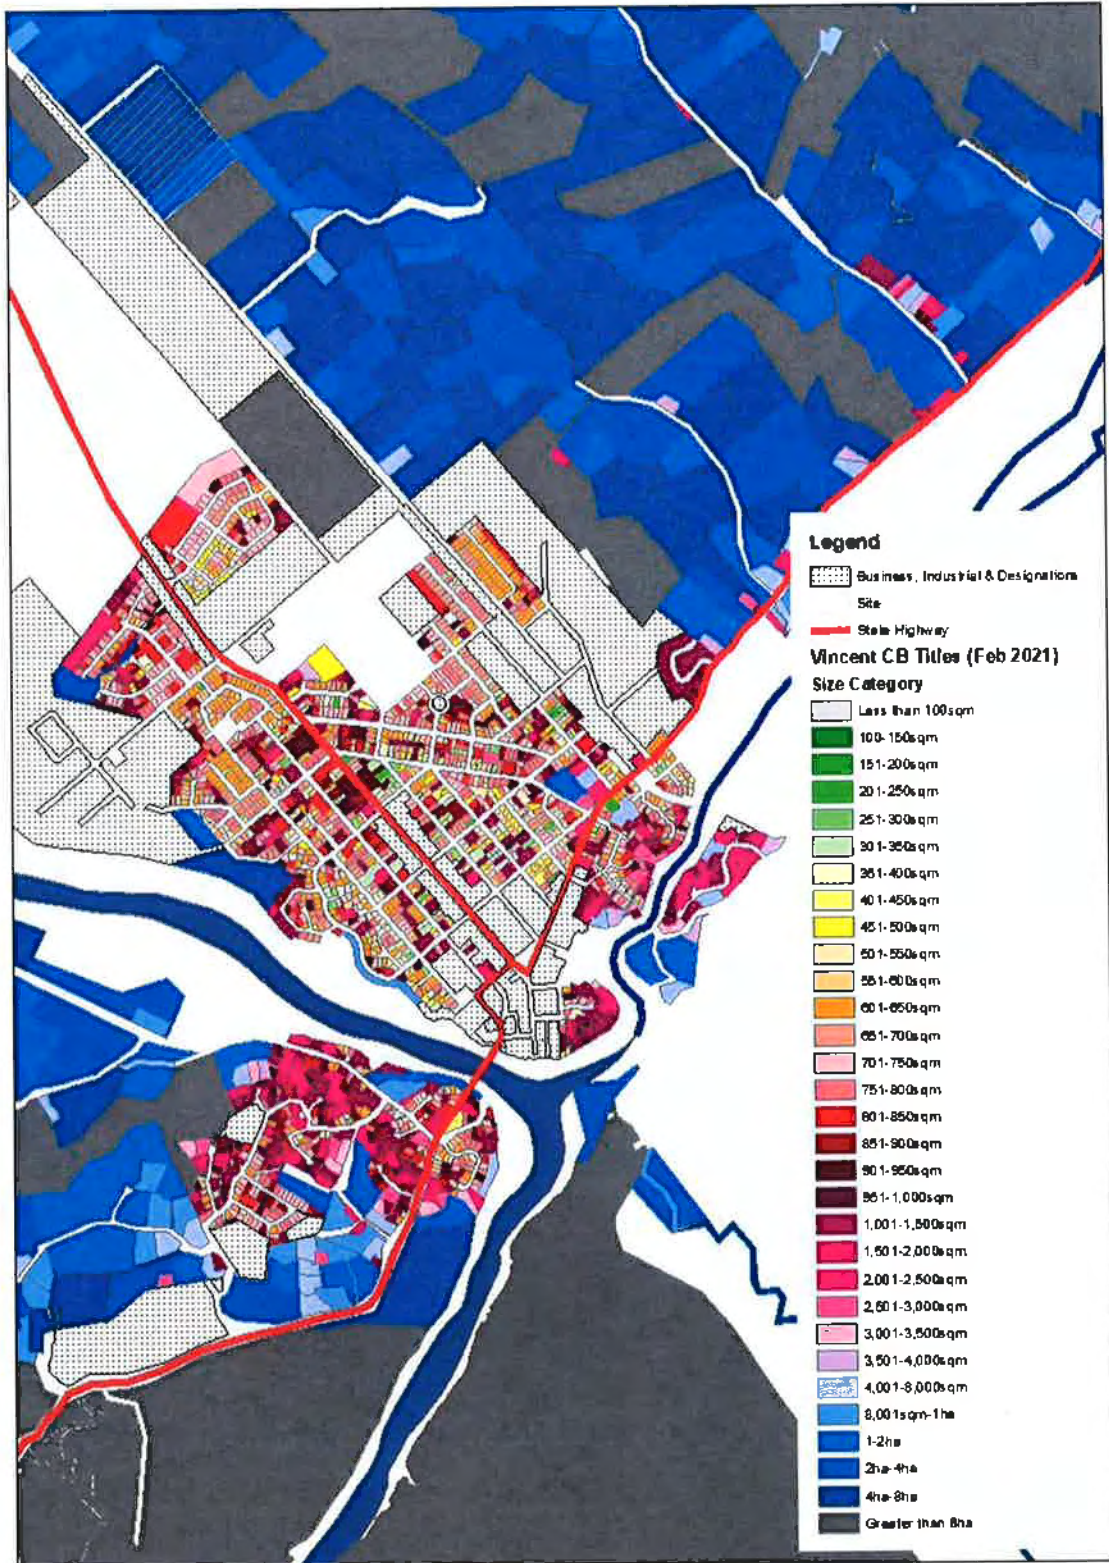 Legend
Business, Industrial & Designations
Site
State Highway
Vincent CB Titles (Feb 2021)
Size Category
Less than 100sqm
100-150sqm
151-200sqm
201-250sqm
251-300sqm
301-350sqm
351-400sqm
401-450sqm
451-500sqm
501-550sqm
551-600sqm
601-650sqm
651-700sqm
701-750sqm
751-800sqm
801-850sqm
851-900sqm
901-950sqm
951-1,000sqm
1,001-1,500sqm
1,501-2,000sqm
2,001-2,500sqm
2,501-3,000sqm
3,001-3,500sqm
3,501-4,000sqm
4,001-8,000sqm
8,001sqm-1ha
1-2ha
2ha-4ha
4ha-8ha
Greater than 8ha